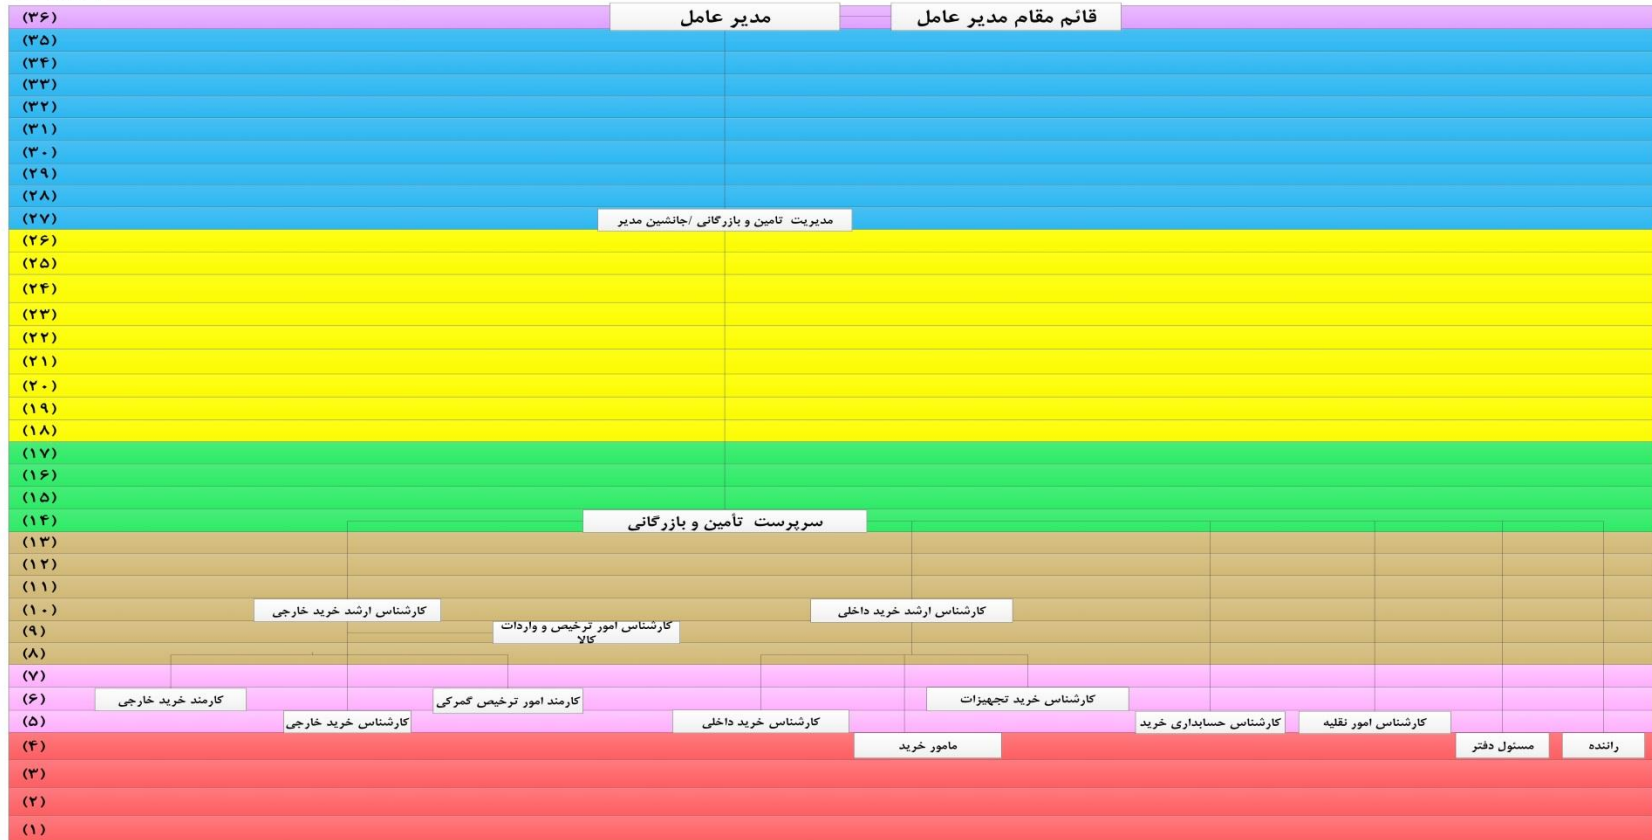 (۳۶)
مدیر عامل
قائم مقام مدیر عامل
(۳۵)
(۳۴)
(۳۳)
(۳۲)
(۳۱)
(۳۰)
(۲۹)
(۲۸)
(۲۷)
مدیریت تامین و بازرگانی /جانشین مدیر
(۲۶)
(۲۵)
(۲۴)
(۲۳)
(۲۲)
(۲۱)
(۲۰)
(۱۹)
(۱۸)
(۱۷)
(۱۶)
(۱۵)
(۱۴)
سرپرست تأمین و بازرگانی
(۱۳)
(۱۲)
(۱۱)
(۱۰)
کارشناس ارشد خرید خارجی
کارشناس ارشد خرید داخلی
(۹)
کارشناس امور ترخیص و واردات
کالا
(۸)
(۷)
(۶)
کارمند خرید خارجی
کارمند امور ترخیص گمرکی
کارشناس خرید تجهیزات
(۵)
کارشناس خرید خارجی
کارشناس خرید داخلی
کارشناس حسابداری خرید
کارشناس امور نقلیه
(۴)
مامور خرید
مسئول دفتر
راننده
(۳)
(۲)
(۱)